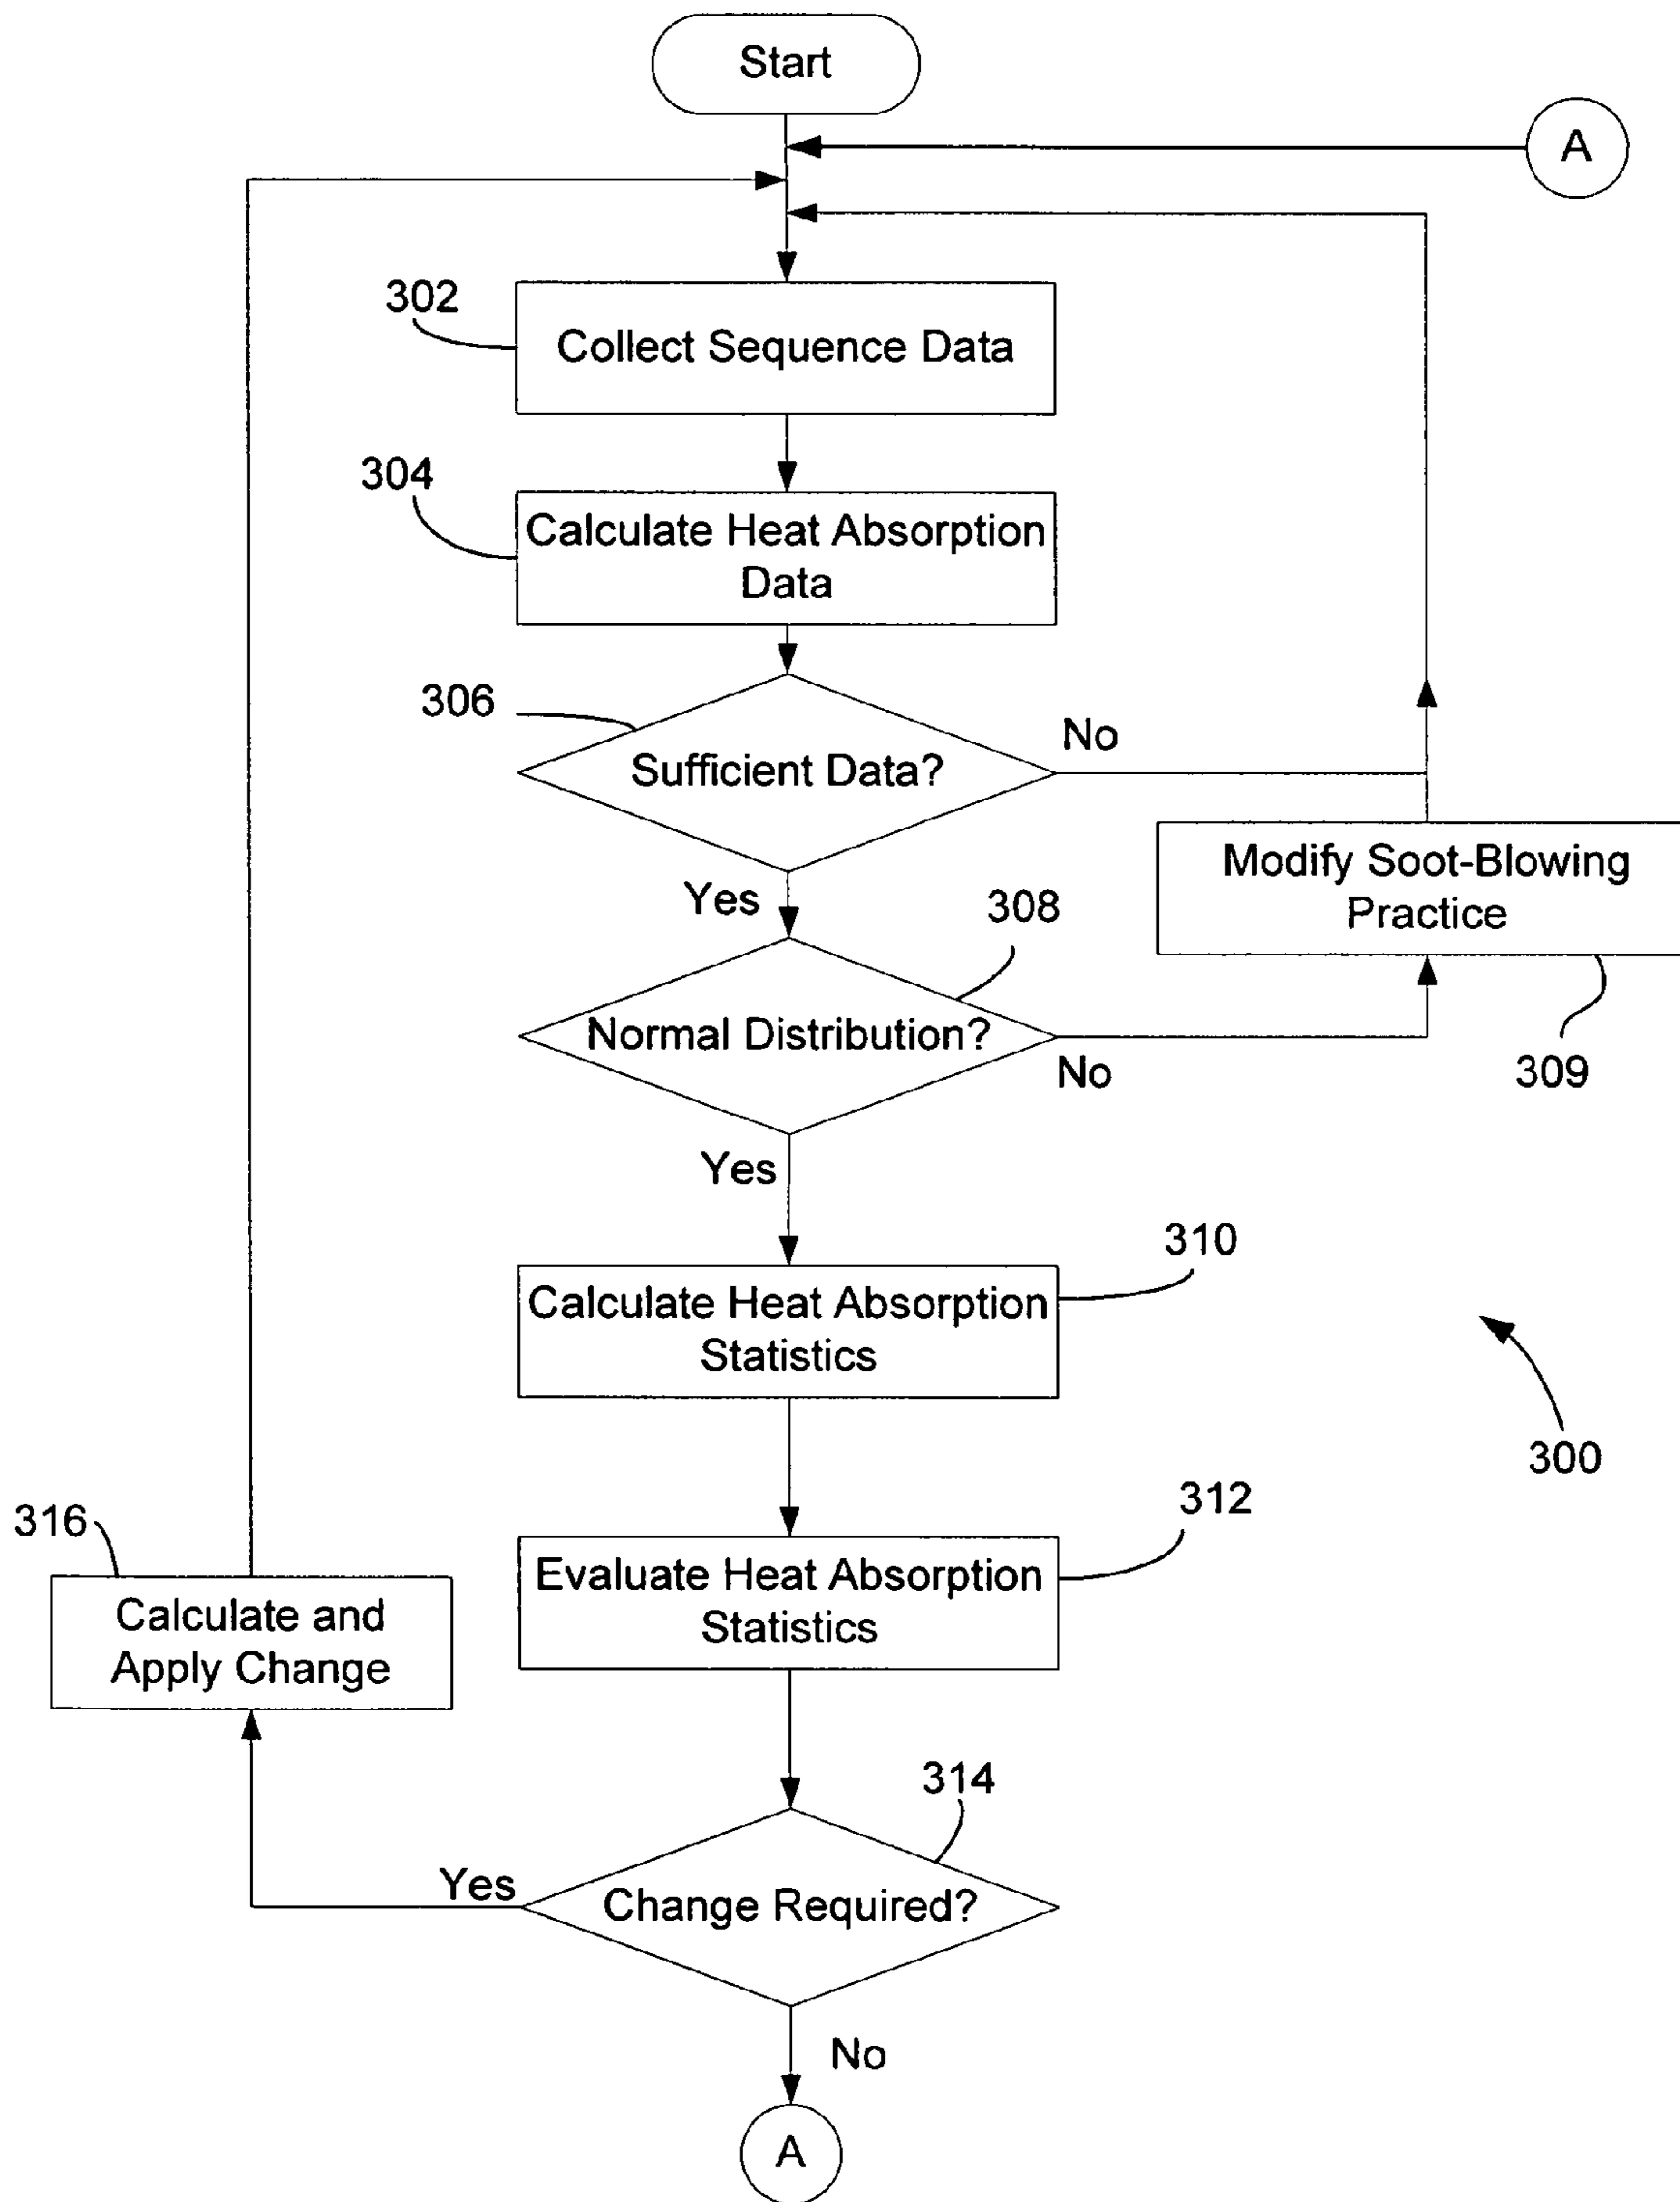 Start
A
302
Collect Sequence Data
304
Calculate Heat Absorption
Data
306
Sufficient Data?
No
Yes
Modify Soot-Blowing
Practice
309
308
Normal Distribution?
No
Yes
310
Calculate Heat Absorption
Statistics
300
312
Evaluate Heat Absorption
Statistics
316
Calculate and
Apply Change
314
Change Required?
Yes
No
A